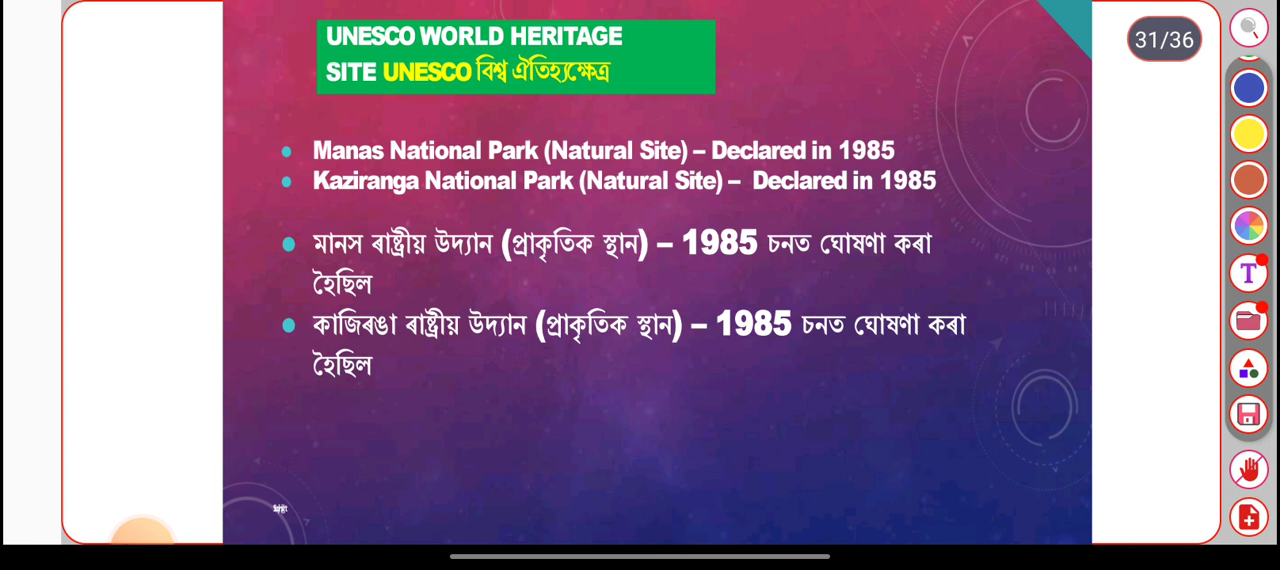 UNESCO WORLD HERITAGE
SITE UNESCO বিশ্ব ঐতিহ্যক্ষেত্ৰ
31/36
Manas National Park (Natural Site) – Declared in 1985
Kaziranga National Park (Natural Site) – Declared in 1985
মানস ৰাষ্ট্ৰীয় উদ্যান (প্ৰাকৃতিক স্থান) – 1985 চনত ঘোষণা কৰা
হৈছিল
কাজিৰঙা ৰাষ্ট্ৰীয় উদ্যান (প্ৰাকৃতিক স্থান) – 1985 চনত ঘোষণা কৰা
হৈছিল
T